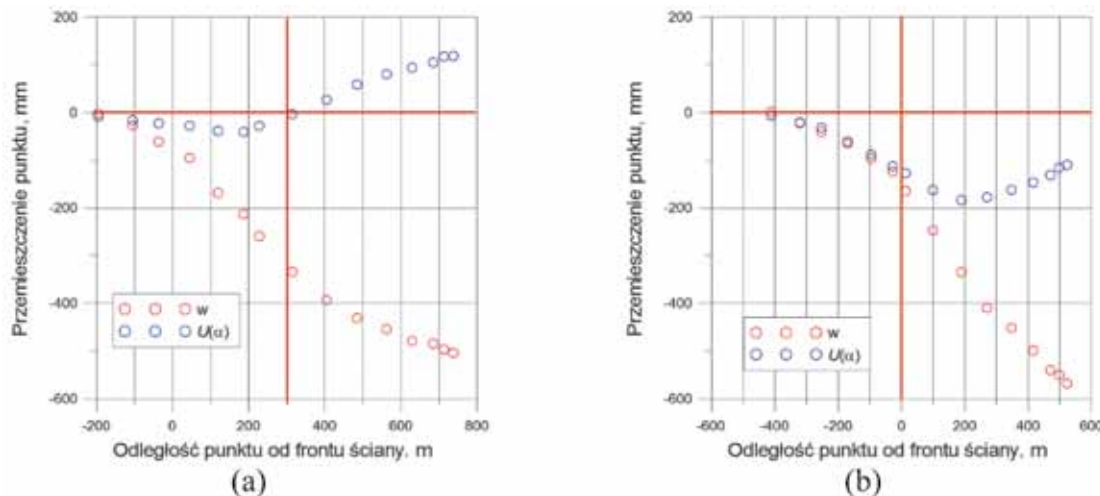 200
0
-200
-400
-600
Przemieszczenie punktu, mm
w
U(α)
-200 0 200 400 600 800
Odległość punktu od frontu ściany, m
(a)
200
0
-200
-400
-600
Przemieszczenie punktu, mm
w
U(α)
-600 -400 -200 0 200 400 600
Odległość punktu od frontu ściany, m
(b)